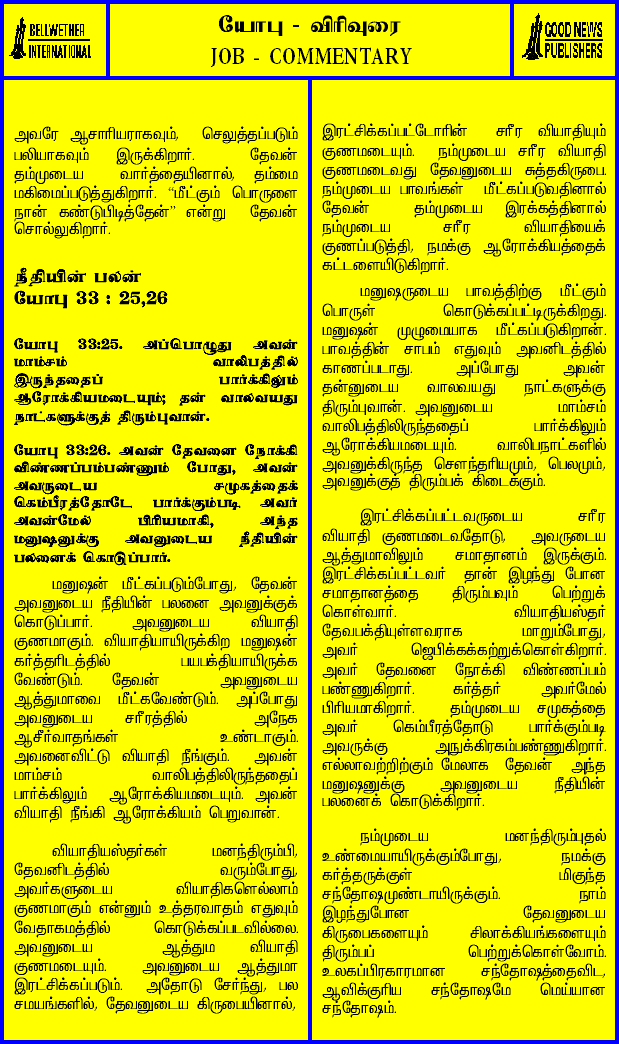 BELLWETHER
INTERNATIONAL
யோபு - விரிவுரை
JOB - COMMENTARY
GOOD NEWS
PUBLISHERS
அவரே ஆசாரியராகவும், செலுத்தப்படும்
பலியாகவும் இருக்கிறார். தேவன்
தம்முடைய வார்த்தையினால், தம்மை
மகிமைப்படுத்துகிறார். “மீட்கும் பொருளை
நான் கண்டுபிடித்தேன்” என்று தேவன்
சொல்லுகிறார்.
நீதியின் பலன்
யோபு 33 : 25,26
யோபு 33:25. அப்பொழுது அவன்
மாம்சம் வாலிபத்தில்
இருந்ததைப் பார்க்கிலும்
ஆரோக்கியமடையும்; தன் வாலவயது
நாட்களுக்குத் திரும்புவான்.
யோபு 33:26. அவன் தேவனை நோக்கி
விண்ணப்பம்பண்ணும் போது, அவன்
அவருடைய சமுகத்தைக்
கெம்பீரத்தோடே பார்க்கும்படி, அவர்
அவன்மேல் பிரியமாகி, அந்த
மனுஷனுக்கு அவனுடைய நீதியின்
பலனைக் கொடுப்பார்.
மனுஷன் மீட்கப்படும்போது, தேவன்
அவனுடைய நீதியின் பலனை அவனுக்குக்
கொடுப்பார். அவனுடைய வியாதி
குணமாகும். வியாதியாயிருக்கிற மனுஷன்
கர்த்தரிடத்தில் பயபக்தியாயிருக்க
வேண்டும். தேவன் அவனுடைய
ஆத்துமாவை மீட்கவேண்டும். அப்போது
அவனுடைய சரீரத்தில் அநேக
ஆசீர்வாதங்கள் உண்டாகும்.
அவனைவிட்டு வியாதி நீங்கும். அவன்
மாம்சம் வாலிபத்திலிருந்ததைப்
பார்க்கிலும் ஆரோக்கியமடையும். அவன்
வியாதி நீங்கி ஆரோக்கியம் பெறுவான்.
வியாதியஸ்தர்கள் மனந்திரும்பி,
தேவனிடத்தில் வரும்போது,
அவர்களுடைய வியாதிகளெல்லாம்
குணமாகும் என்னும் உத்தரவாதம் எதுவும்
வேதாகமத்தில் கொடுக்கப்படவில்லை.
அவனுடைய ஆத்தும வியாதி
குணமடையும். அவனுடைய ஆத்துமா
இரட்சிக்கப்படும். அதோடு சேர்ந்து, பல
சமயங்களில், தேவனுடைய கிருபையினால்,
இரட்சிக்கப்பட்டோரின் சரீர வியாதியும்
குணமடையும். நம்முடைய சரீர வியாதி
குணமடைவது தேவனுடைய சுத்தகிருபை.
நம்முடைய பாவங்கள் மீட்கப்படுவதினால்
தேவன் தம்முடைய இரக்கத்தினால்
நம்முடைய சரீர வியாதியைக்
குணப்படுத்தி, நமக்கு ஆரோக்கியத்தைக்
கட்டளையிடுகிறார்.
மனுஷருடைய பாவத்திற்கு மீட்கும்
பொருள் கொடுக்கப்பட்டிருக்கிறது.
மனுஷன் முழுமையாக மீட்கப்படுகிறான்.
பாவத்தின் சாபம் எதுவும் அவனிடத்தில்
காணப்படாது. அப்போது அவன்
தன்னுடைய வாலவயது நாட்களுக்கு
திரும்புவான். அவனுடைய மாம்சம்
வாலிபத்திலிருந்ததைப் பார்க்கிலும்
ஆரோக்கியமடையும். வாலிபநாட்களில்
அவனுக்கிருந்த சௌந்தரியமும், பெலமும்,
அவனுக்குத் திரும்பக் கிடைக்கும்.
இரட்சிக்கப்பட்டவருடைய சரீர
வியாதி குணமடைவதோடு, அவருடைய
ஆத்துமாவிலும் சமாதானம் இருக்கும்.
இரட்சிக்கப்பட்டவர் தான் இழந்து போன
சமாதானத்தை திரும்பவும் பெற்றுக்
கொள்வார். வியாதியஸ்தர்
தேவபக்தியுள்ளவராக மாறும்போது,
அவர் ஜெபிக்கக்கற்றுக்கொள்கிறார்.
அவர் தேவனை நோக்கி விண்ணப்பம்
பண்ணுகிறார். கர்த்தர் அவர்மேல்
பிரியமாகிறார். தம்முடைய சமுகத்தை
அவர் கெம்பீரத்தோடு பார்க்கும்படி
அவருக்கு அநுக்கிரகம்பண்ணுகிறார்.
எல்லாவற்றிற்கும் மேலாக தேவன் அந்த
மனுஷனுக்கு அவனுடைய நீதியின்
பலனைக் கொடுக்கிறார்.
நம்முடைய மனந்திரும்புதல்
உண்மையாயிருக்கும்போது, நமக்கு
கர்த்தருக்குள் மிகுந்த
சந்தோஷமுண்டாயிருக்கும். நாம்
இழந்துபோன தேவனுடைய
கிருபைகளையும் சிலாக்கியங்களையும்
திரும்பப் பெற்றுக்கொள்வோம்.
உலகப்பிரகாரமான சந்தோஷத்தைவிட,
ஆவிக்குரிய சந்தோஷமே மெய்யான
சந்தோஷம்.